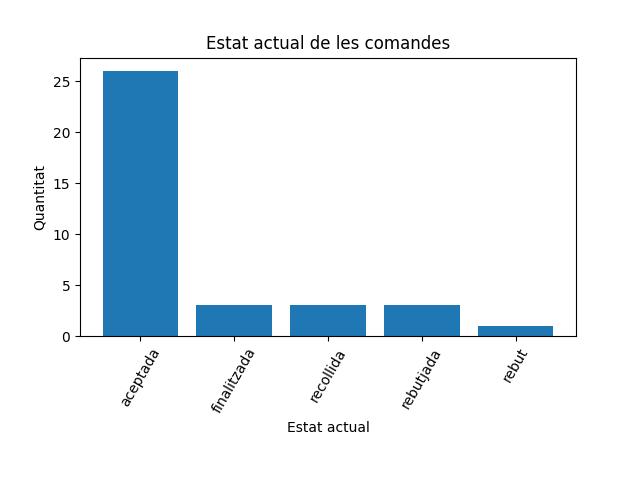 Estat actual de les comandes
Quantitat
25
20
15
10
5
0
aceptada
finalitzada
recollida
rebutjada
rebut
Estat actual